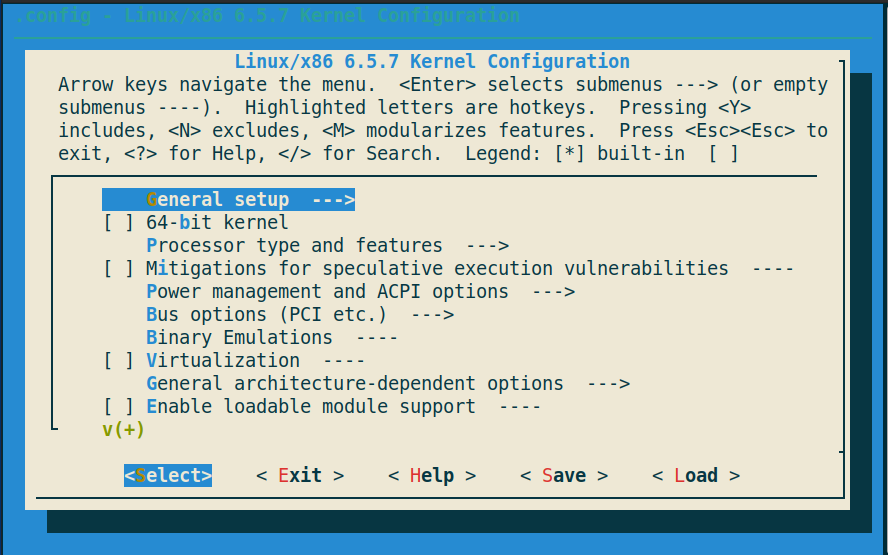 .config - Linux/x86 6.5.7 Kernel Configuration
Linux/x86 6.5.7 Kernel Configuration
Arrow keys navigate the menu.  <Enter> selects submenus ---> (or empty
submenus ----).  Highlighted letters are hotkeys.  Pressing <Y>
includes, <N> excludes, <M> modularizes features.  Press <Esc><Esc> to
exit, <?> for Help, </> for Search.  Legend: [*] built-in  [ ]
General setup  --->
[ ] 64-bit kernel
Processor type and features  --->
[ ] Mitigations for speculative execution vulnerabilities  ----
Power management and ACPI options  --->
Bus options (PCI etc.)  --->
Binary Emulations  ----
[ ] Virtualization  ----
General architecture-dependent options  --->
[ ] Enable loadable module support  ----
v(+)
<Select>    < Exit >    < Help >    < Save >    < Load >